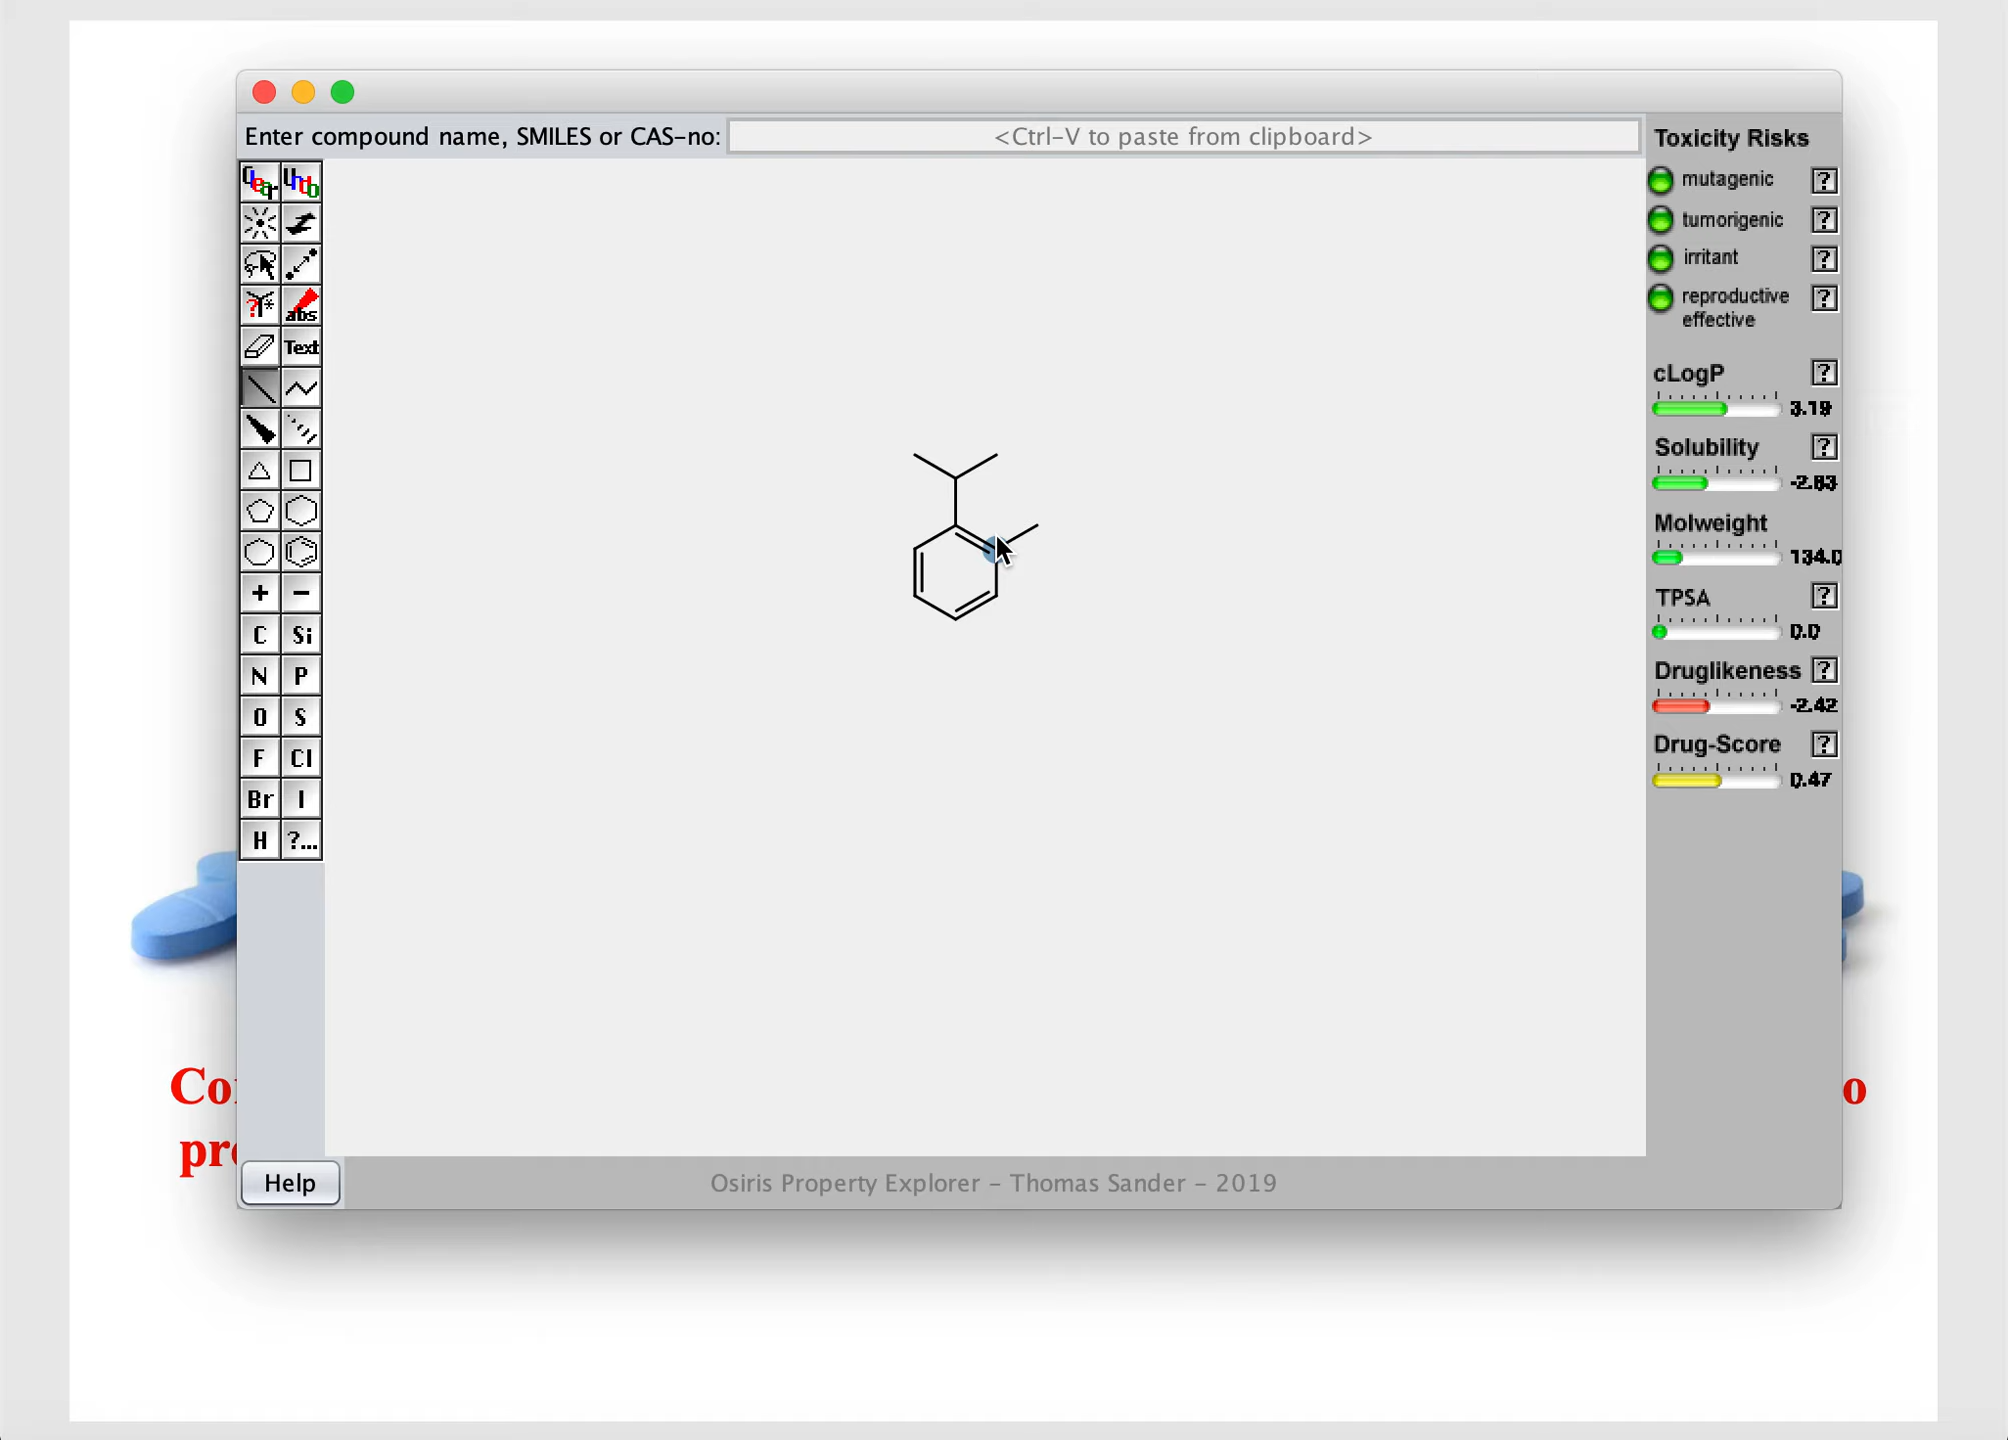 Enter compound name, SMILES or CAS-no: <Ctrl-V to paste from clipboard>
Clear Undo
abs
Text
+ -
C Si
N P
O S
F Cl
Br I
H ?...
Toxicity Risks
mutagenic ?
tumorigenic ?
irritant ?
reproductive ?
effective
cLogP ?
3.19
Solubility ?
-2.83
Molweight
134.0
TPSA ?
0.0
Druglikeness ?
-2.42
Drug-Score ?
0.47
Help
Osiris Property Explorer - Thomas Sander - 2019